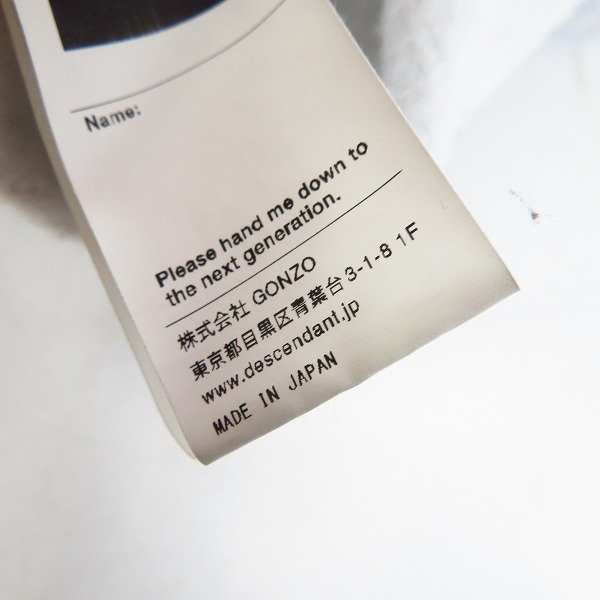 Name:
Please hand me down to
the next generation.
株式会社 GONZO
東京都目黒区青葉台3-1-8 1F
www.descendant.jp
MADE IN JAPAN